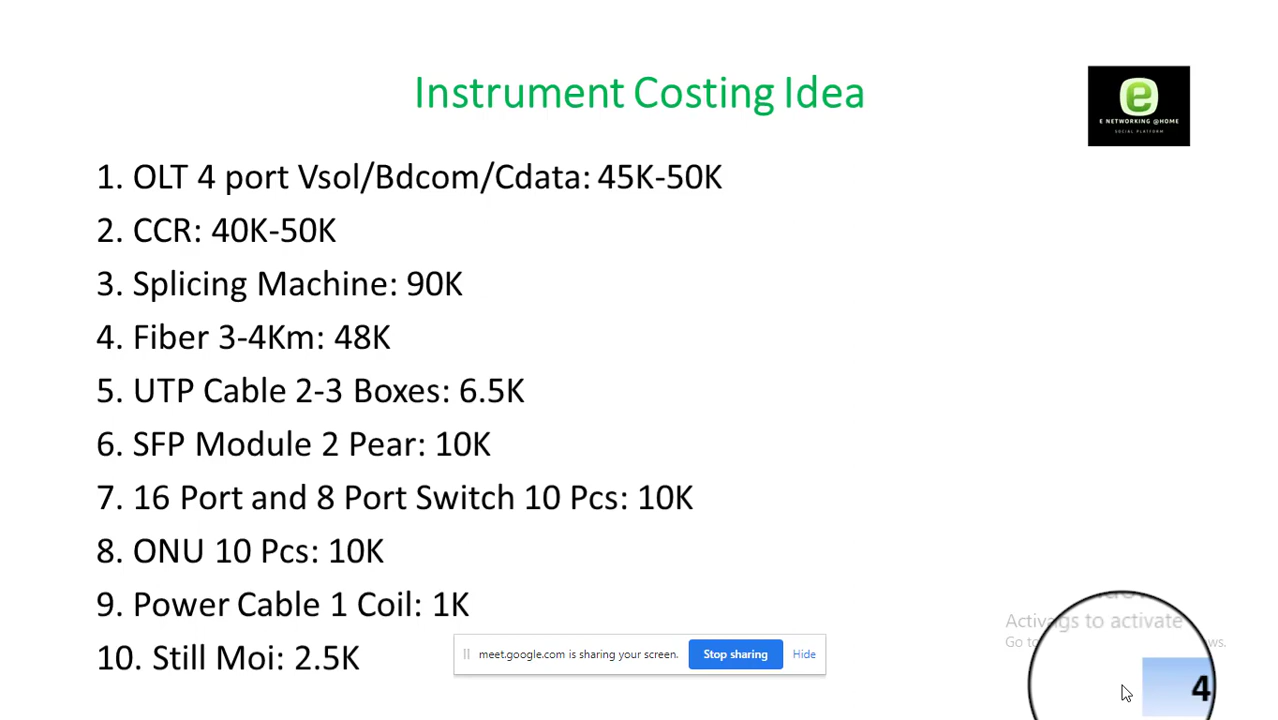 Instrument Costing Idea
e
E NETWORKING @HOME
SOCIAL PLATFORM
1. OLT 4 port Vsol/Bdcom/Cdata: 45K-50K
2. CCR: 40K-50K
3. Splicing Machine: 90K
4. Fiber 3-4Km: 48K
5. UTP Cable 2-3 Boxes: 6.5K
6. SFP Module 2 Pear: 10K
7. 16 Port and 8 Port Switch 10 Pcs: 10K
8. ONU 10 Pcs: 10K
9. Power Cable 1 Coil: 1K
10. Still Moi: 2.5K
meet.google.com is sharing your screen.
Stop sharing
Hide
to activate
Go to
4